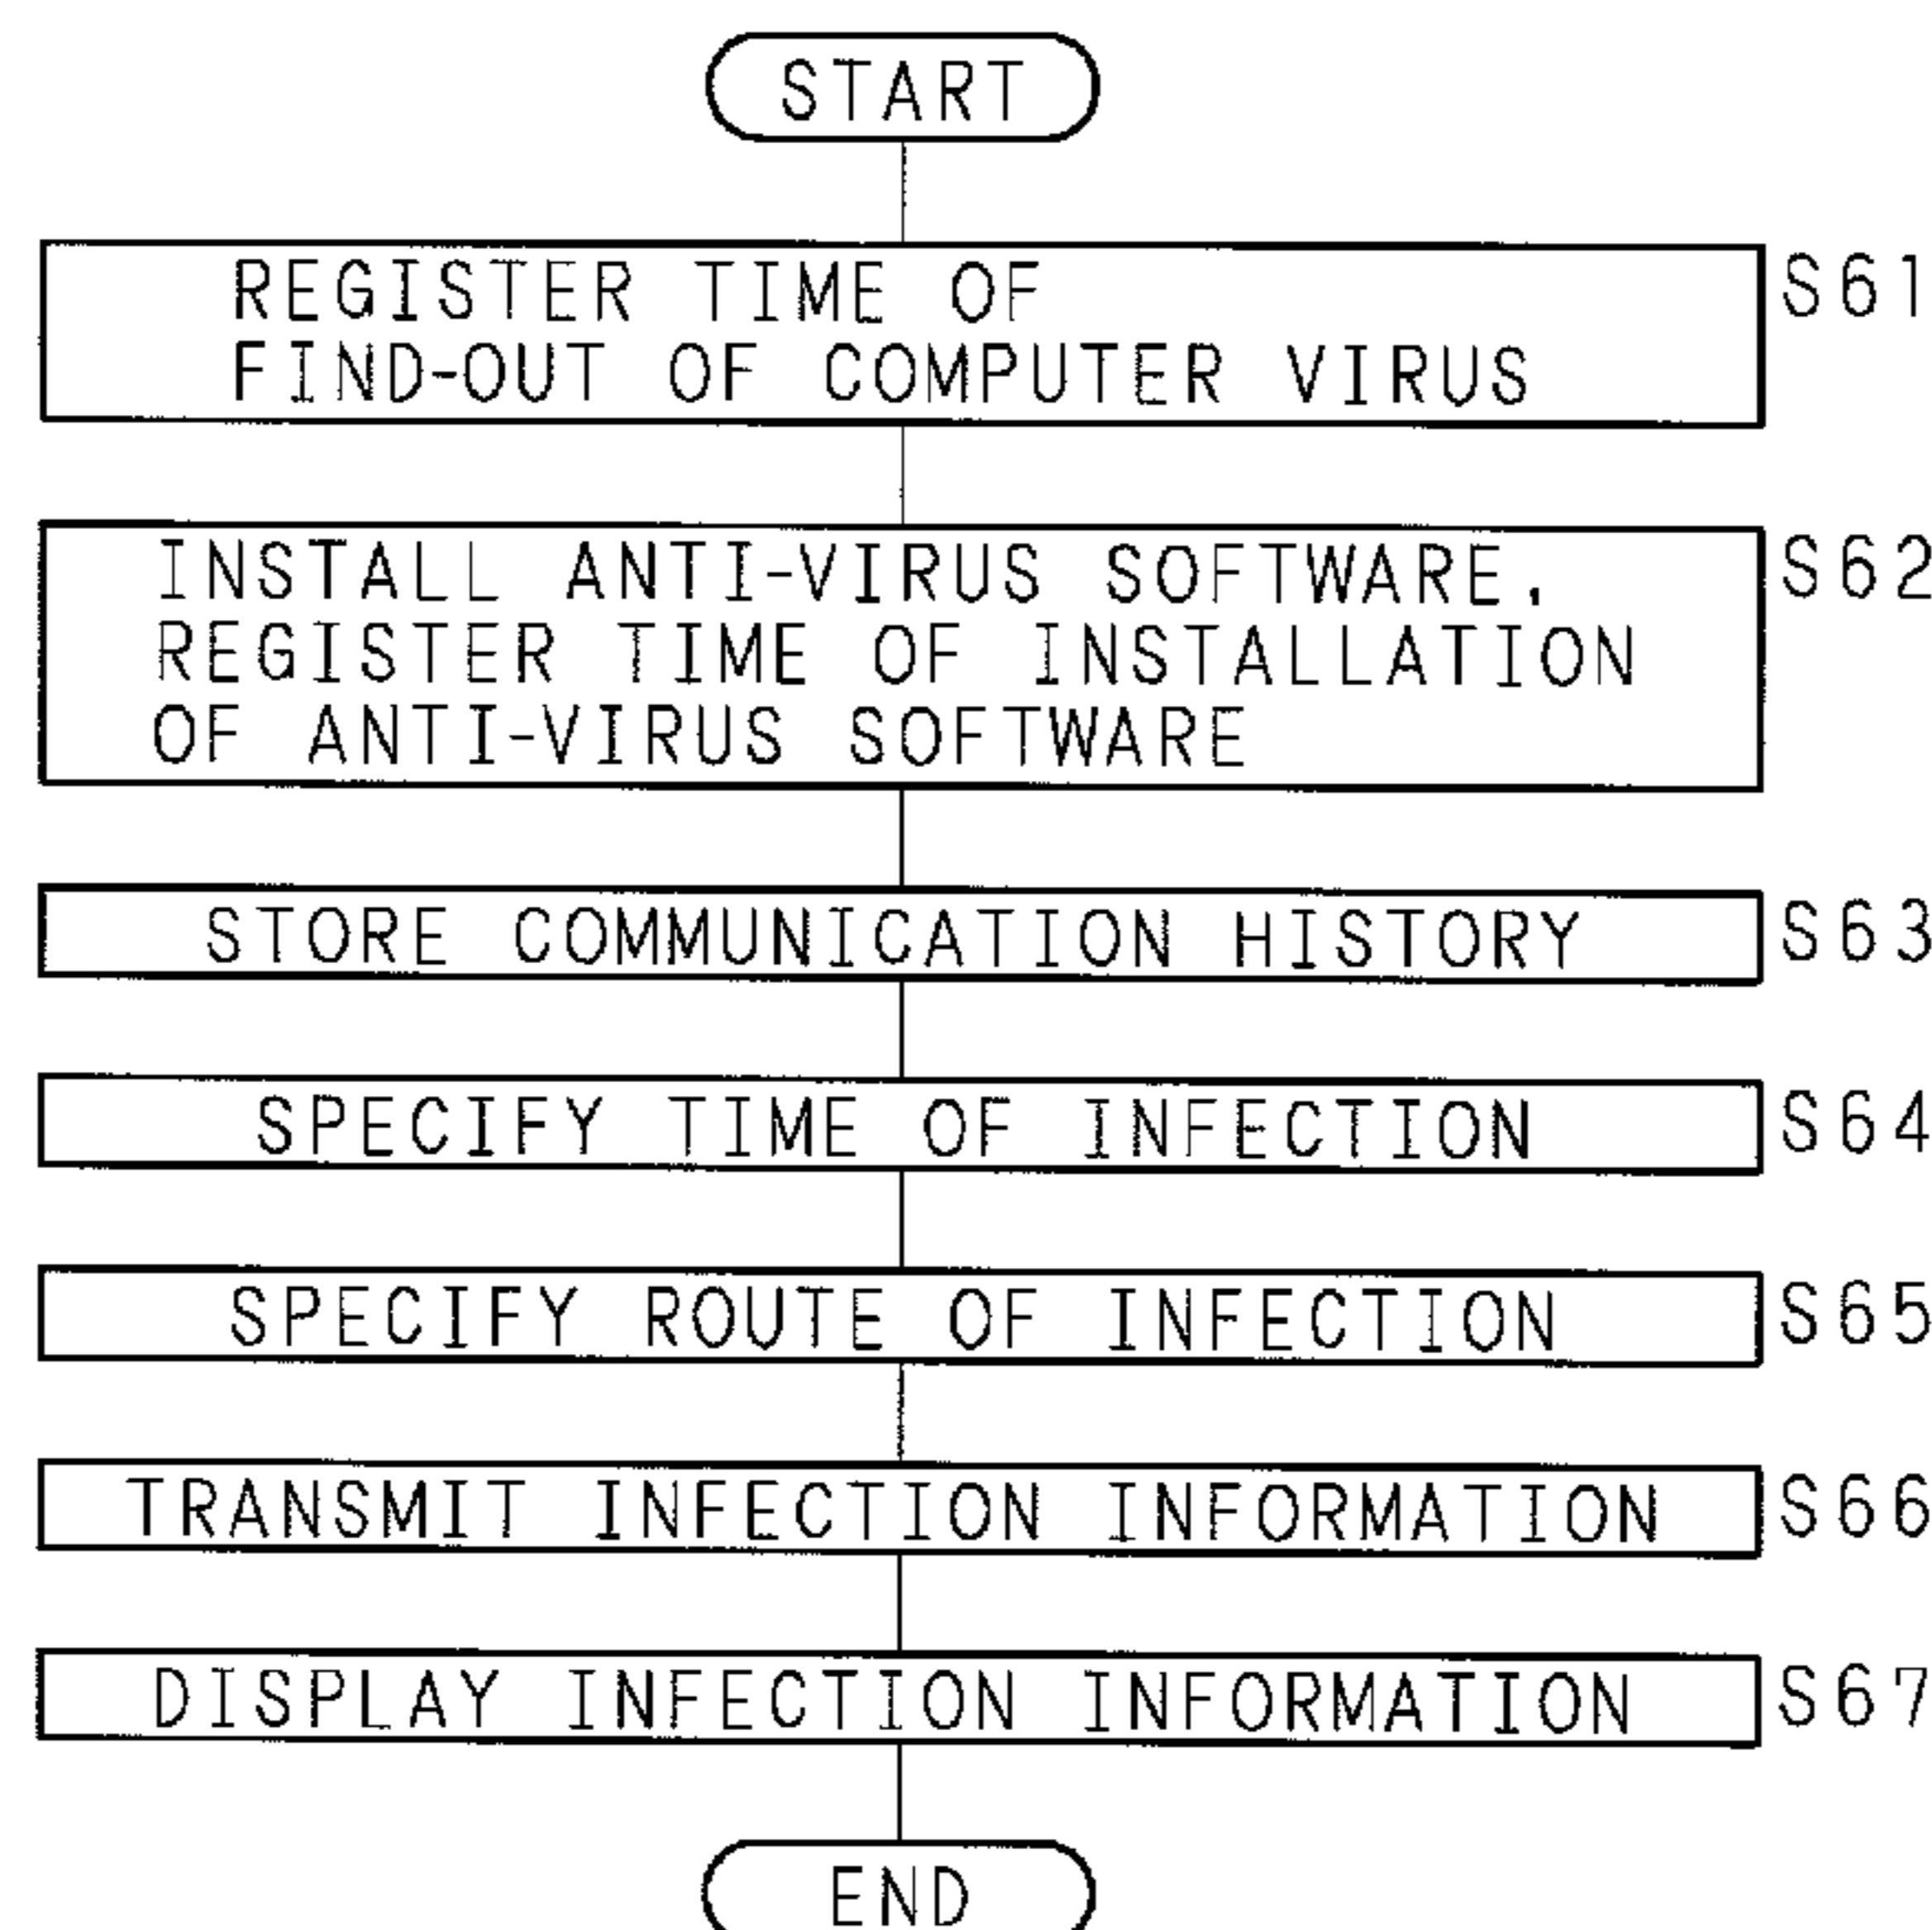 START
REGISTER TIME OF S61
FIND-OUT OF COMPUTER VIRUS
INSTALL ANTI-VIRUS SOFTWARE, S62
REGISTER TIME OF INSTALLATION
OF ANTI-VIRUS SOFTWARE
STORE COMMUNICATION HISTORY S63
SPECIFY TIME OF INFECTION S64
SPECIFY ROUTE OF INFECTION S65
TRANSMIT INFECTION INFORMATION S66
DISPLAY INFECTION INFORMATION S67
END